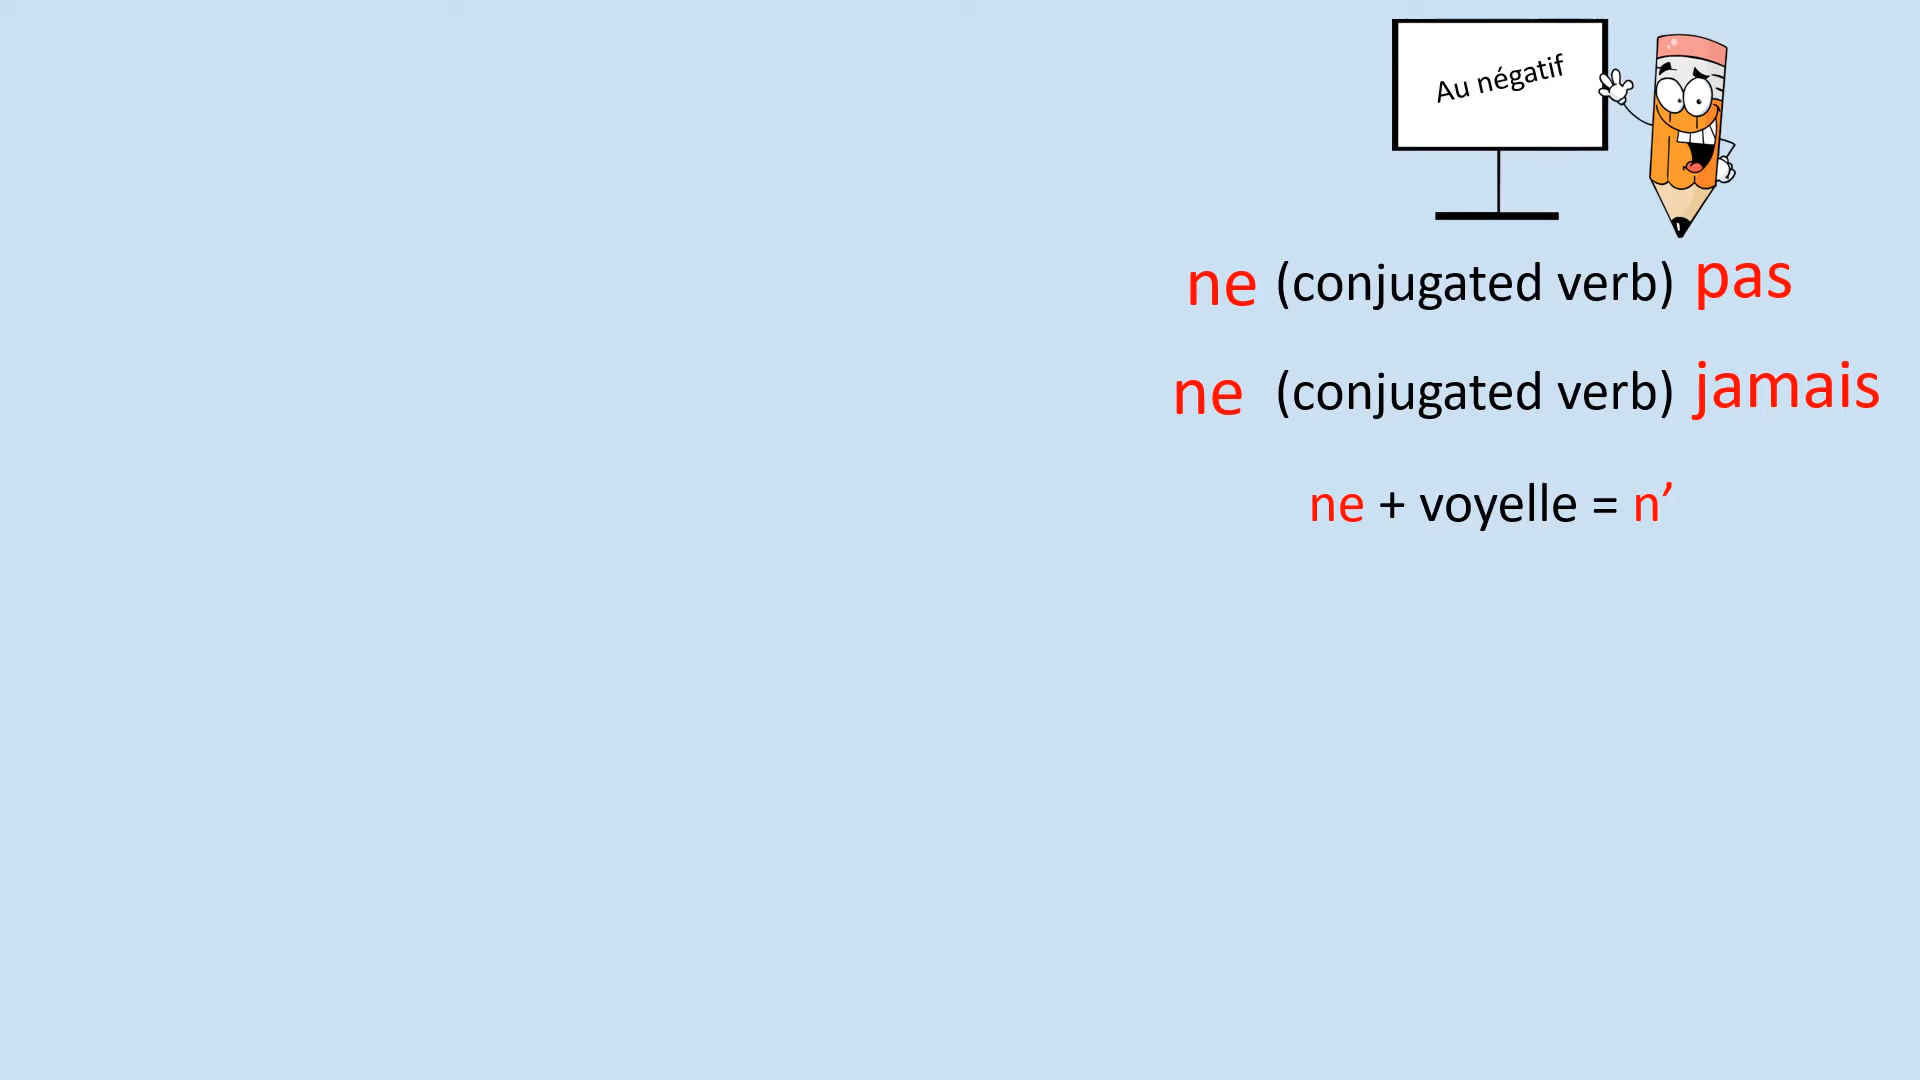 Au négatif
ne (conjugated verb) pas
ne (conjugated verb) jamais
ne + voyelle = n’